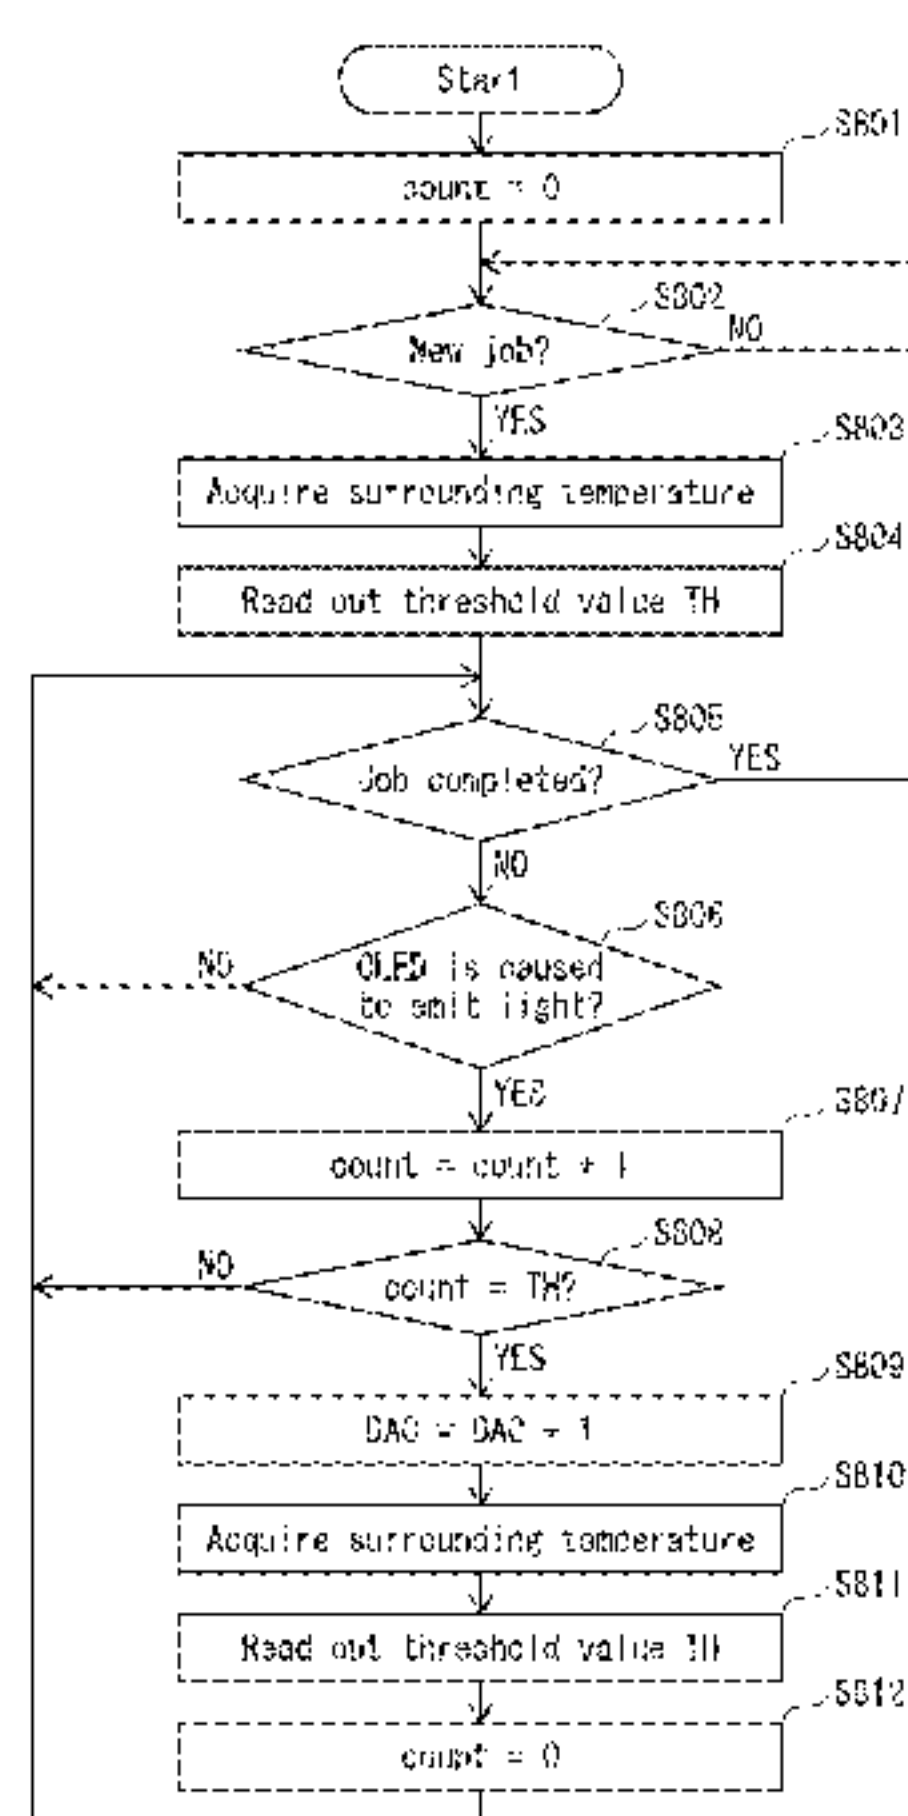 Start
S801
count = 0
S802
New job?
NO
YES
S803
Acquire surrounding temperature
S804
Read out threshold value TH
S805
Job completed?
YES
NO
S806
NO
OLED is caused
to emit light?
YES
S807
count = count + 1
S808
NO
count = TH?
YES
S809
DAC = DAC + 1
S810
Acquire surrounding temperature
S811
Read out threshold value TH
S812
count = 0